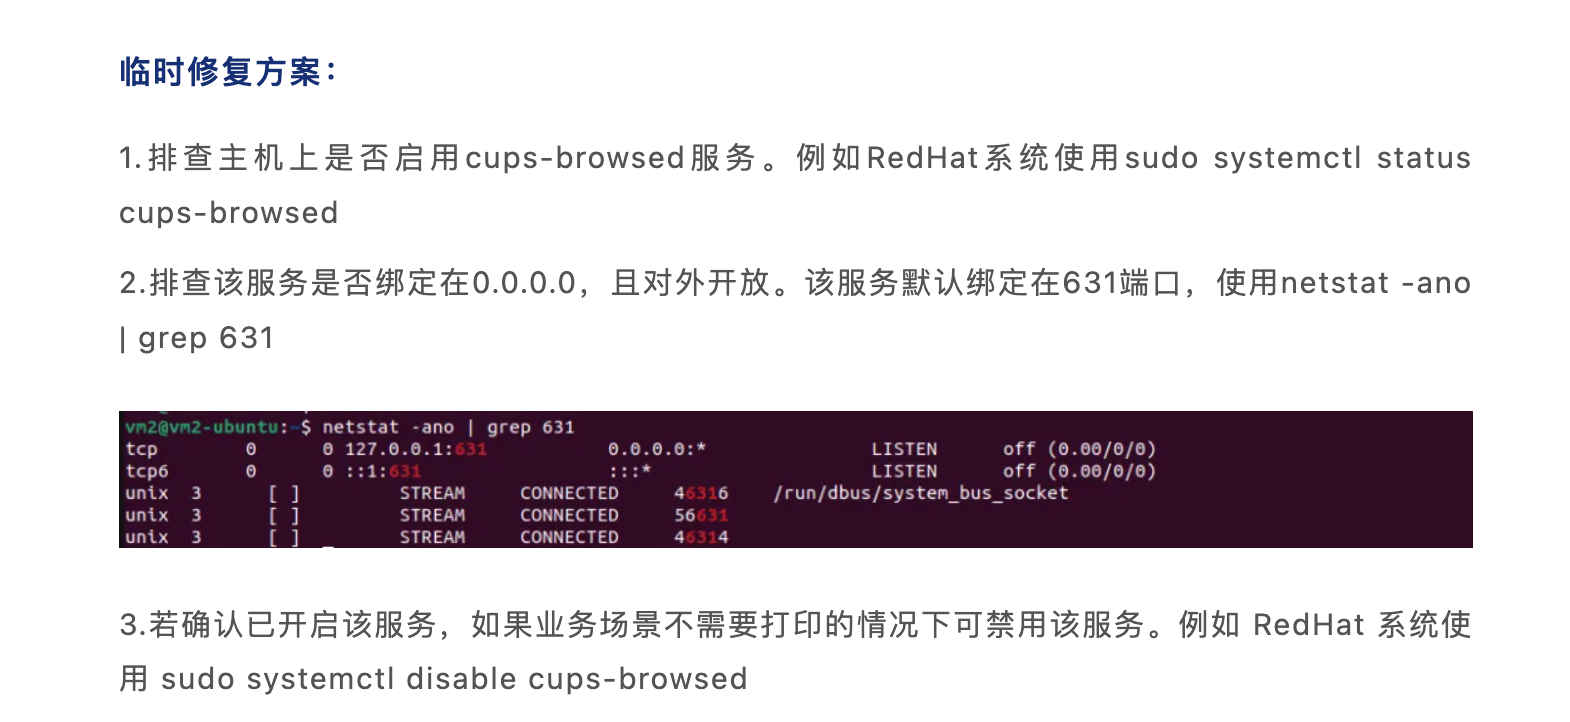 临时修复方案：
1.排查主机上是否启用cups-browsed服务。例如RedHat系统使用sudo systemctl status
cups-browsed
2.排查该服务是否绑定在0.0.0.0，且对外开放。该服务默认绑定在631端口，使用netstat -ano
| grep 631
vm2@vm2-ubuntu:~$ netstat -ano | grep 631
tcp 0 0 127.0.0.1:631 0.0.0.0:* LISTEN off (0.00/0/0)
tcp6 0 0 ::1:631 :::* LISTEN off (0.00/0/0)
unix 3 [ ] STREAM CONNECTED 46316 /run/dbus/system_bus_socket
unix 3 [ ] STREAM CONNECTED 56631
unix 3 [ ] STREAM CONNECTED 46314
3.若确认已开启该服务，如果业务场景不需要打印的情况下可禁用该服务。例如 RedHat 系统使
用 sudo systemctl disable cups-browsed